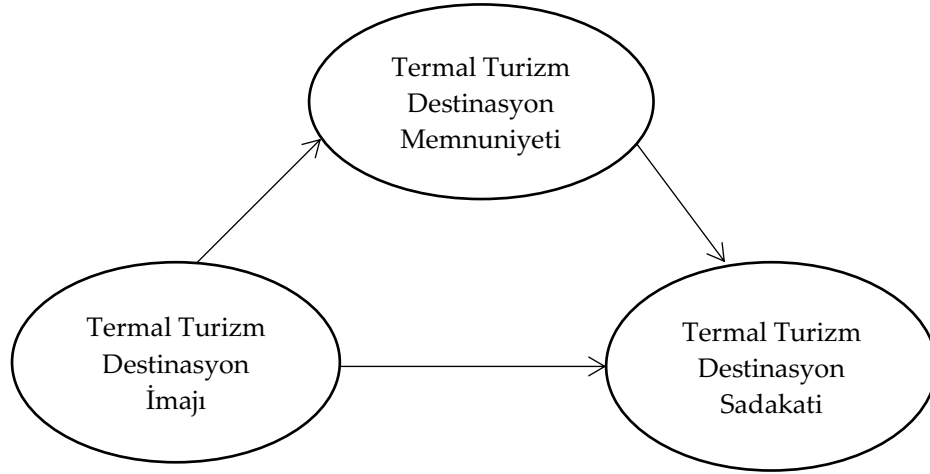 Termal Turizm
Destinasyon
Memnuniyeti
Termal Turizm
Destinasyon
İmajı
Termal Turizm
Destinasyon
Sadakati